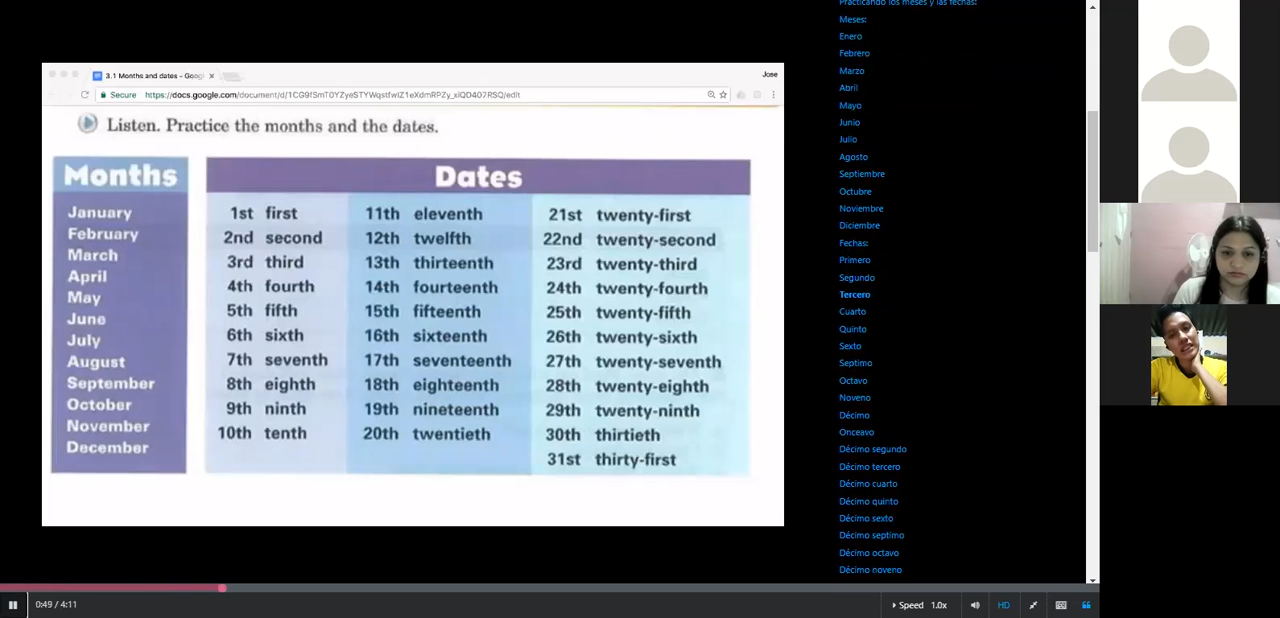 3.1 Months and dates - Goog
Jose
Secure https://docs.google.com/document/d/1CG9fSmT0YZyeSTYWqstfwIZ1eXdmRPZy_xIQD407RSQ/edit
Listen. Practice the months and the dates.
Months
January
February
March
April
May
June
July
August
September
October
November
December
Dates
1st first
2nd second
3rd third
4th fourth
5th fifth
6th sixth
7th seventh
8th eighth
9th ninth
10th tenth
11th eleventh
12th twelfth
13th thirteenth
14th fourteenth
15th fifteenth
16th sixteenth
17th seventeenth
18th eighteenth
19th nineteenth
20th twentieth
21st twenty-first
22nd twenty-second
23rd twenty-third
24th twenty-fourth
25th twenty-fifth
26th twenty-sixth
27th twenty-seventh
28th twenty-eighth
29th twenty-ninth
30th thirtieth
31st thirty-first
Practicando los meses y las fechas:
Meses:
Enero
Febrero
Marzo
Abril
Mayo
Junio
Julio
Agosto
Septiembre
Octubre
Noviembre
Diciembre
Fechas:
Primero
Segundo
Tercero
Cuarto
Quinto
Sexto
Septimo
Octavo
Noveno
Décimo
Onceavo
Décimo segundo
Décimo tercero
Décimo cuarto
Décimo quinto
Décimo sexto
Décimo septimo
Décimo octavo
Décimo noveno
0:49 / 4:11
Speed 1.0x
HD